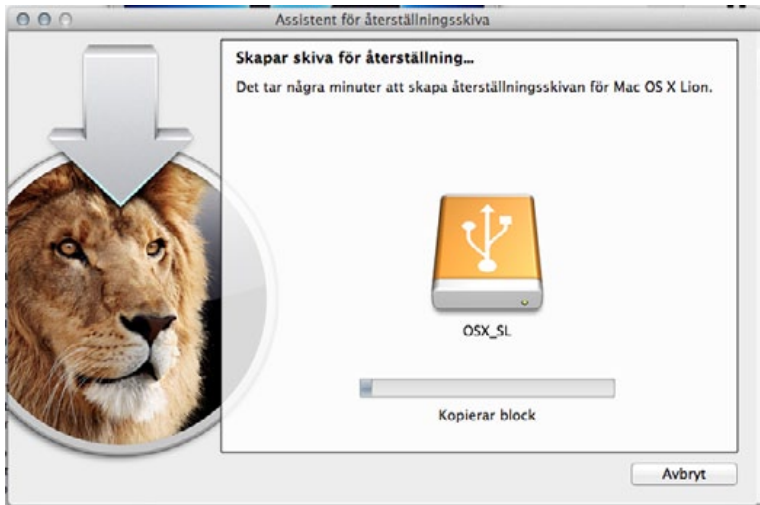 Assistent för återställningsskiva
Skapar skiva för återställning...
Det tar några minuter att skapa återställningsskivan för Mac OS X Lion.
OSX_SL
Kopierar block
Avbryt